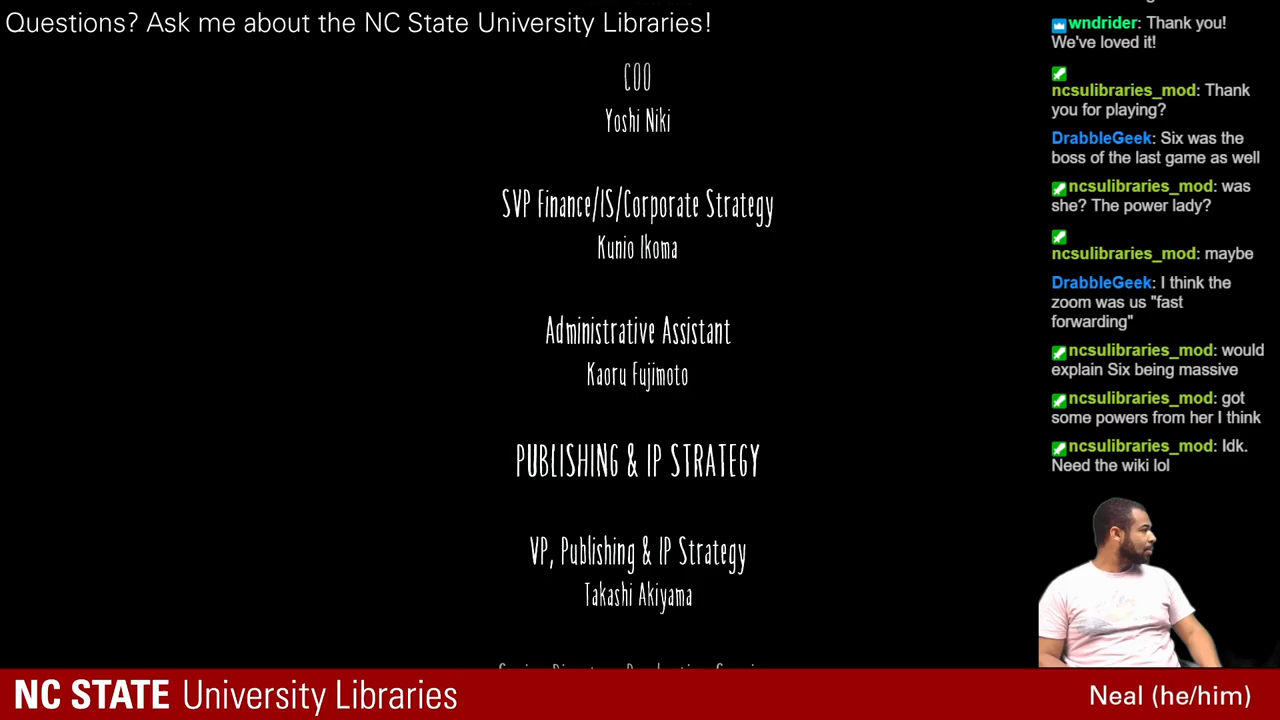 Questions? Ask me about the NC State University Libraries!
COO
Yoshi Niki
SVP Finance/IS/Corporate Strategy
Kunio Ikoma
Administrative Assistant
Kaoru Fujimoto
PUBLISHING & IP STRATEGY
VP, Publishing & IP Strategy
Takashi Akiyama
wndrider: Thank you!
We've loved it!
ncsulibraries_mod: Thank
you for playing?
DrabbleGeek: Six was the
boss of the last game as well
ncsulibraries_mod: was
she? The power lady?
ncsulibraries_mod: maybe
DrabbleGeek: I think the
zoom was us "fast
forwarding"
ncsulibraries_mod: would
explain Six being massive
ncsulibraries_mod: got
some powers from her I think
ncsulibraries_mod: Idk.
Need the wiki lol
NC STATE University Libraries
Neal (he/him)